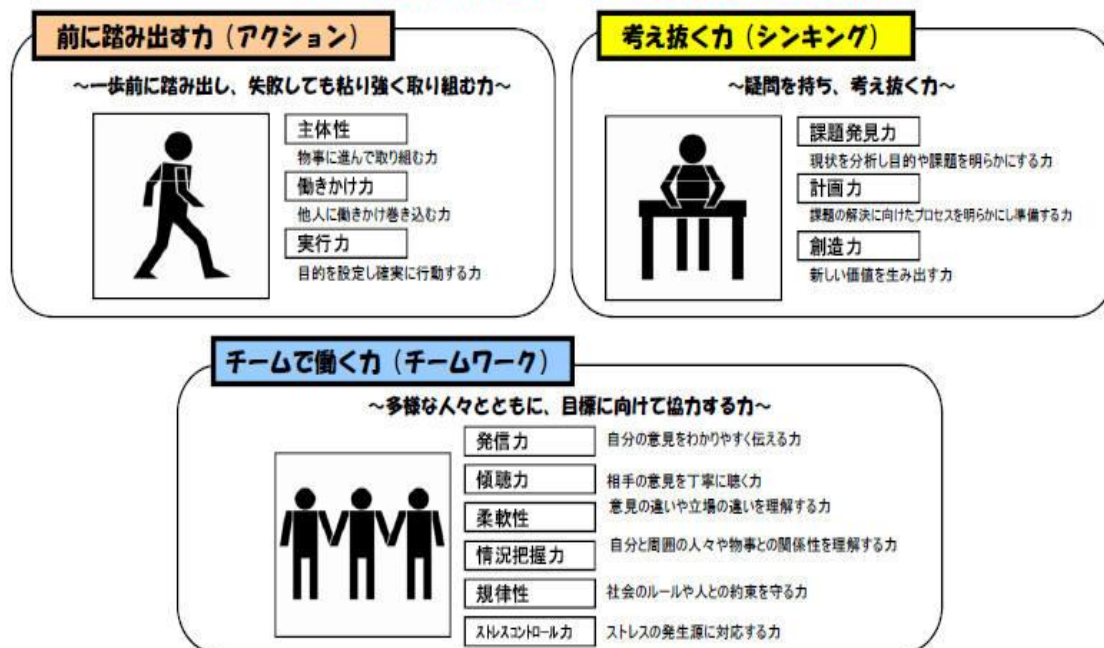 前に踏み出す力（アクション）
～一歩前に踏み出し、失敗しても粘り強く取り組む力～
主体性
物事に進んで取り組む力
働きかけ力
他人に働きかけ巻き込む力
実行力
目的を設定し確実に行動する力
考え抜く力（シンキング）
～疑問を持ち、考え抜く力～
課題発見力
現状を分析し目的や課題を明らかにする力
計画力
課題の解決に向けたプロセスを明らかにし準備する力
創造力
新しい価値を生み出す力
チームで働く力（チームワーク）
～多様な人々とともに、目標に向けて協力する力～
発信力 自分の意見をわかりやすく伝える力
傾聴力 相手の意見を丁寧に聴く力
柔軟性 意見の違いや立場の違いを理解する力
情況把握力 自分と周囲の人々や物事との関係性を理解する力
規律性 社会のルールや人との約束を守る力
ストレスコントロール力 ストレスの発生源に対応する力